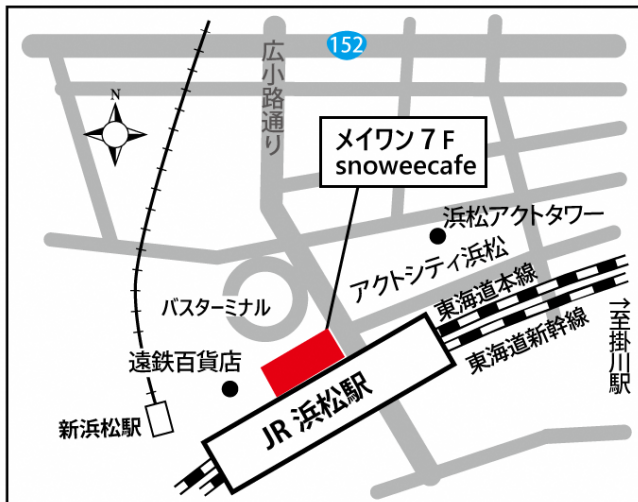 152
広小路通り
N
メイワン7F
snoweecafe
浜松アクトタワー
アクトシティ浜松
東海道本線
東海道新幹線
→至掛川駅
バスターミナル
遠鉄百貨店
新浜松駅
JR 浜松駅